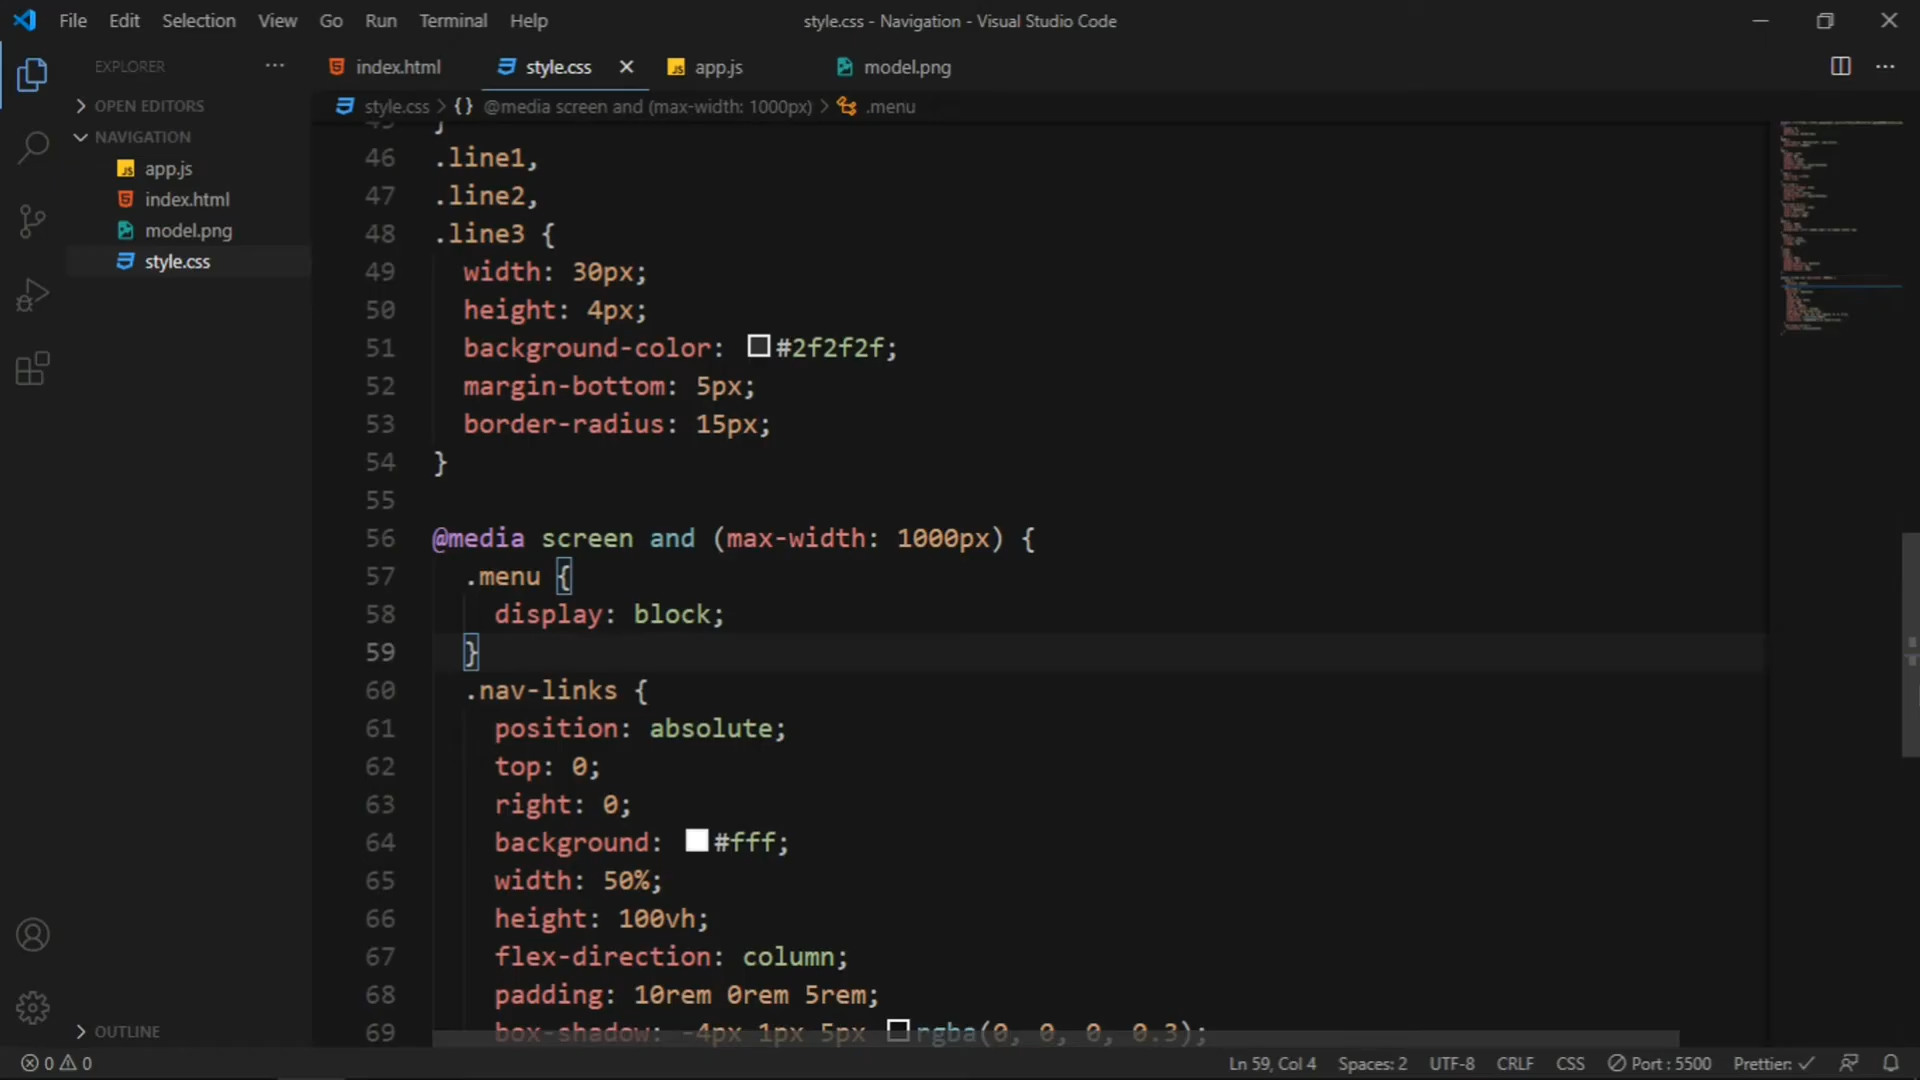 File Edit Selection View Go Run Terminal Help
style.css - Navigation - Visual Studio Code
EXPLORER
index.html
style.css
app.js
model.png
OPEN EDITORS
NAVIGATION
app.js
index.html
model.png
style.css
OUTLINE
style.css > {} @media screen and (max-width: 1000px) > .menu
46 .line1,
47 .line2,
48 .line3 {
49 width: 30px;
50 height: 4px;
51 background-color: #2f2f2f;
52 margin-bottom: 5px;
53 border-radius: 15px;
54 }
55
56 @media screen and (max-width: 1000px) {
57 .menu {
58 display: block;
59 }
60 .nav-links {
61 position: absolute;
62 top: 0;
63 right: 0;
64 background: #fff;
65 width: 50%;
66 height: 100vh;
67 flex-direction: column;
68 padding: 10rem 0rem 5rem;
69 box-shadow: -4px 1px 5px rgba(0, 0, 0, 0.3);
0 0
Ln 59, Col 4 Spaces: 2 UTF-8 CRLF CSS Port : 5500 Prettier: ✓